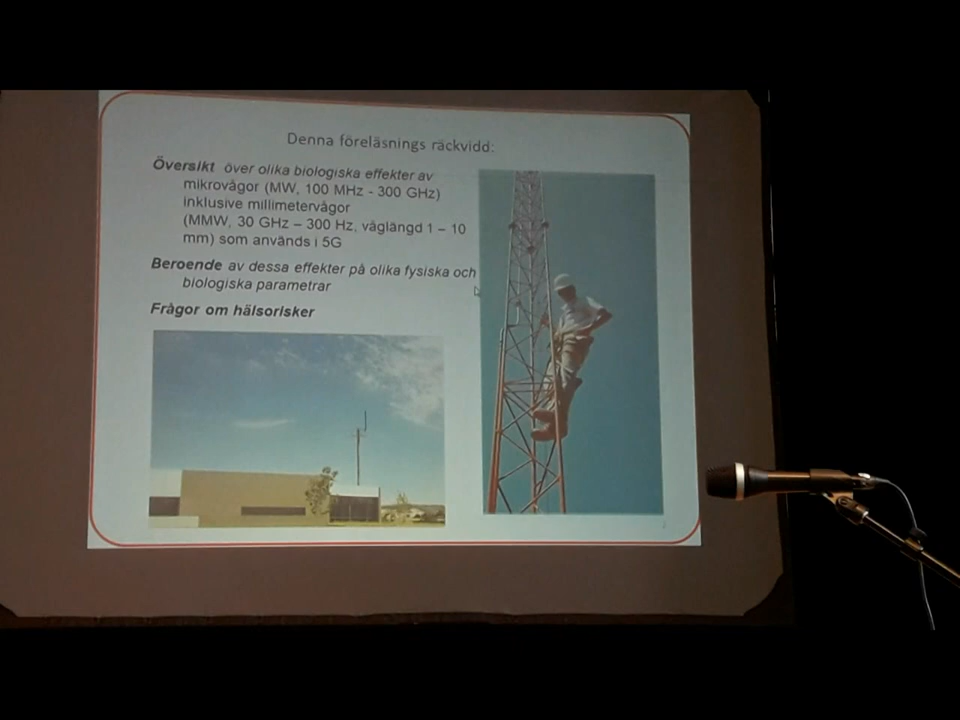 Denna föreläsnings räckvidd:
Översikt över olika biologiska effekter av
mikrovågor (MW, 100 MHz - 300 GHz)
inklusive millimetervågor
(MMW, 30 GHz – 300 Hz, våglängd 1 – 10
mm) som används i 5G
Beroende av dessa effekter på olika fysiska och
biologiska parametrar
Frågor om hälsorisker